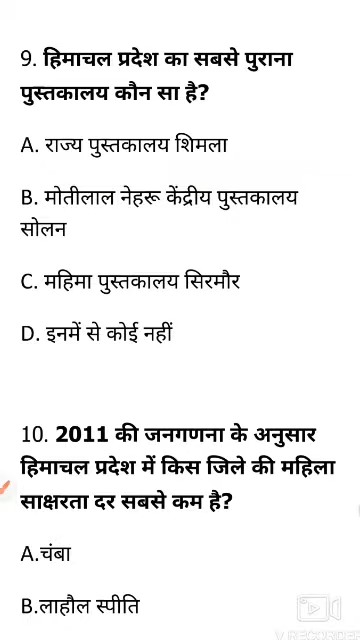 9. हिमाचल प्रदेश का सबसे पुराना
पुस्तकालय कौन सा है?
A. राज्य पुस्तकालय शिमला
B. मोतीलाल नेहरू केंद्रीय पुस्तकालय
सोलन
C. महिमा पुस्तकालय सिरमौर
D. इनमें से कोई नहीं
10. 2011 की जनगणना के अनुसार
हिमाचल प्रदेश में किस जिले की महिला
साक्षरता दर सबसे कम है?
A.चंबा
B.लाहौल स्पीति
V RECORDER